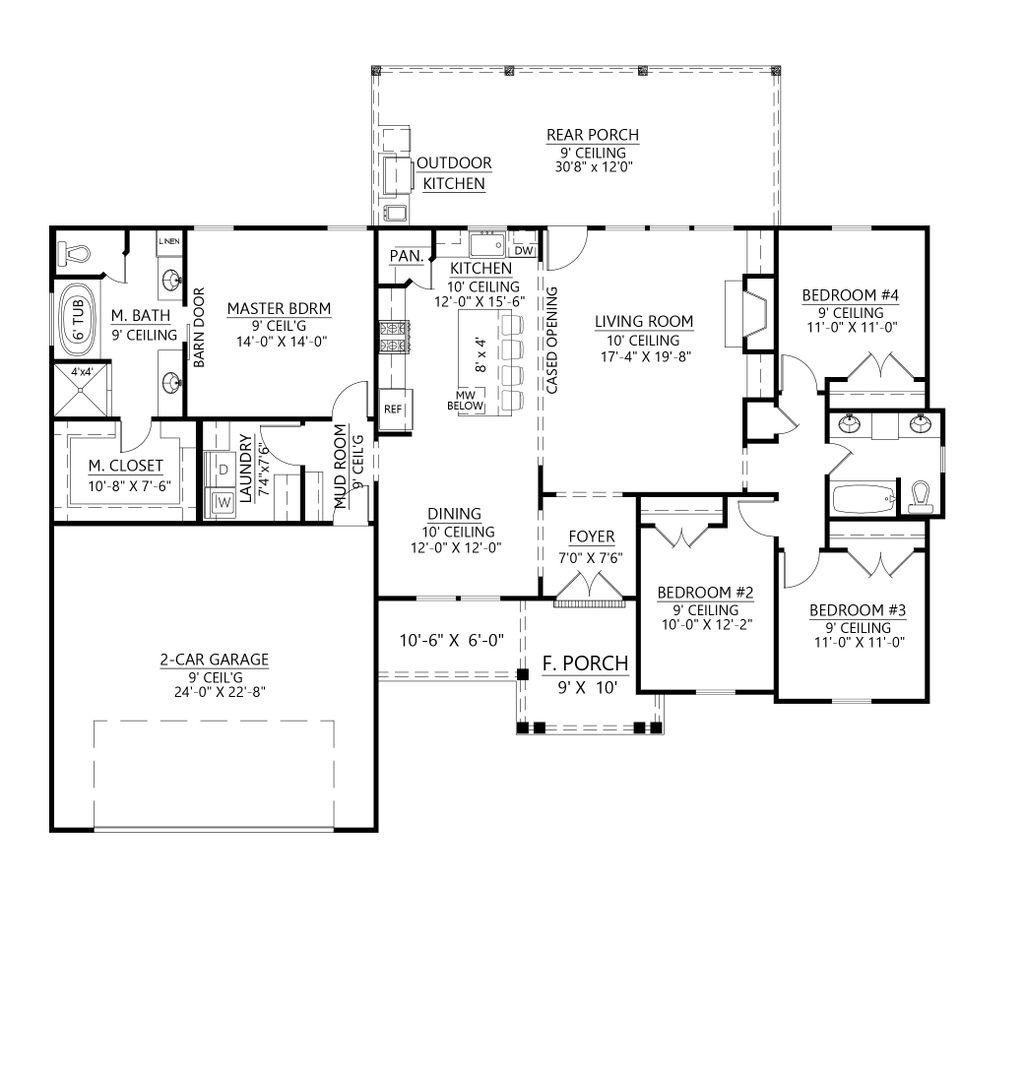 REAR PORCH
9' CEILING
30'8" x 12'0"
OUTDOOR
KITCHEN
LINEN
6' TUB
M. BATH
9' CEILING
4'x4'
BARN DOOR
MASTER BDRM
9' CEIL'G
14'-0" X 14'-0"
PAN.
DW
KITCHEN
10' CEILING
12'-0" X 15'-6"
8' x 4'
MW
BELOW
REF
CASED OPENING
LIVING ROOM
10' CEILING
17'-4" X 19'-8"
BEDROOM #4
9' CEILING
11'-0" X 11'-0"
M. CLOSET
10'-8" X 7'-6"
D
W
LAUNDRY
7'4"x7'6"
MUD ROOM
9' CEIL'G
DINING
10' CEILING
12'-0" X 12'-0"
FOYER
7'0" X 7'6"
BEDROOM #2
9' CEILING
10'-0" X 12'-2"
BEDROOM #3
9' CEILING
11'-0" X 11'-0"
2-CAR GARAGE
9' CEIL'G
24'-0" X 22'-8"
10'-6" X 6'-0"
F. PORCH
9' X 10'